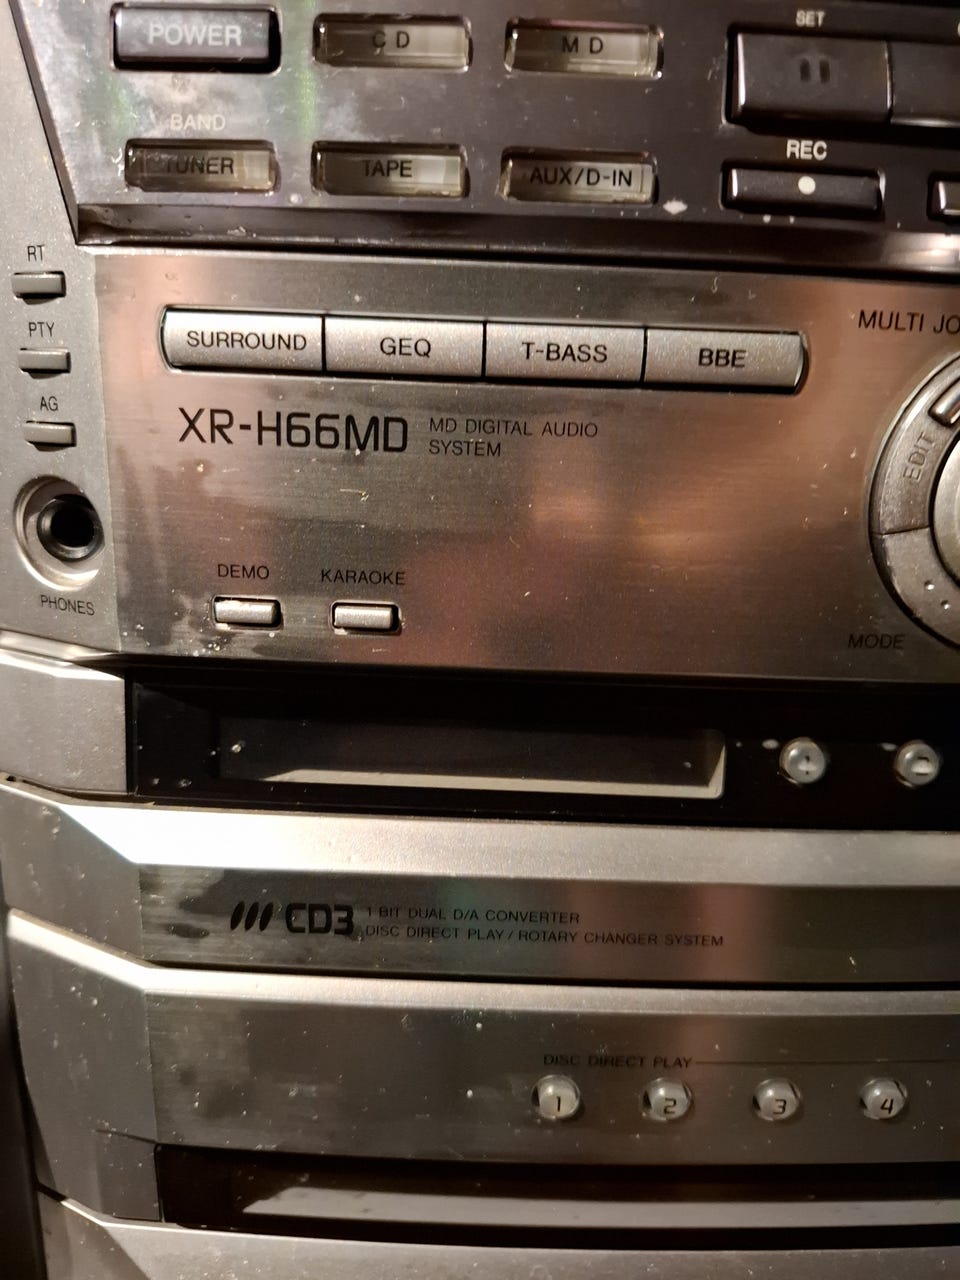 POWER
CD
MD
SET
BAND
TUNER
TAPE
AUX/D-IN
REC
RT
PTY
AG
PHONES
SURROUND
GEQ
T-BASS
BBE
MULTI JO
XR-H66MD
MD DIGITAL AUDIO
SYSTEM
EDIT
DEMO
KARAOKE
MODE
CD3
1 BIT DUAL D/A CONVERTER
DISC DIRECT PLAY / ROTARY CHANGER SYSTEM
DISC DIRECT PLAY
1
2
3
4